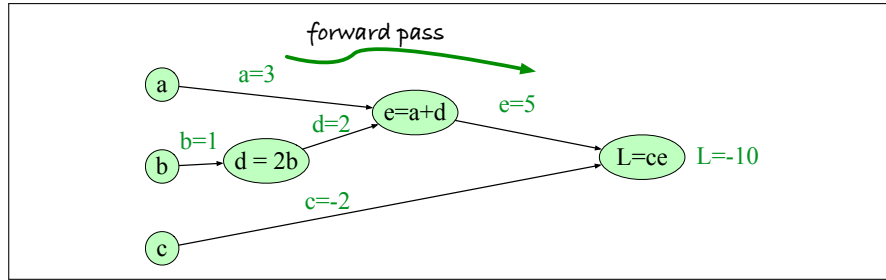 forward pass
a
a=3
e=a+d
e=5
b
b=1
d = 2b
d=2
L=ce
L=-10
c
c=-2